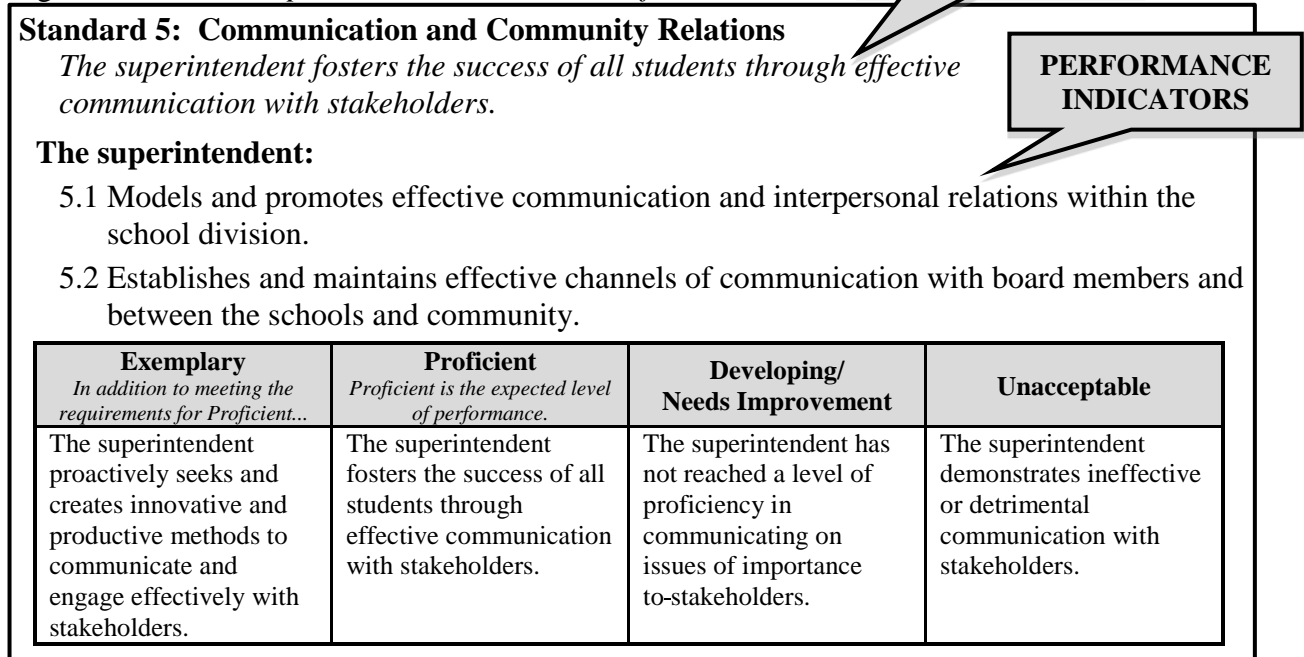 Standard 5: Communication and Community Relations
The superintendent fosters the success of all students through effective
communication with stakeholders.
PERFORMANCE
INDICATORS
The superintendent:
5.1 Models and promotes effective communication and interpersonal relations within the
school division.
5.2 Establishes and maintains effective channels of communication with board members and
between the schools and community.
Exemplary
In addition to meeting the
requirements for Proficient...
Proficient
Proficient is the expected level
of performance.
Developing/
Needs Improvement
Unacceptable
The superintendent
proactively seeks and
creates innovative and
productive methods to
communicate and
engage effectively with
stakeholders.
The superintendent
fosters the success of all
students through
effective communication
with stakeholders.
The superintendent has
not reached a level of
proficiency in
communicating on
issues of importance
to-stakeholders.
The superintendent
demonstrates ineffective
or detrimental
communication with
stakeholders.